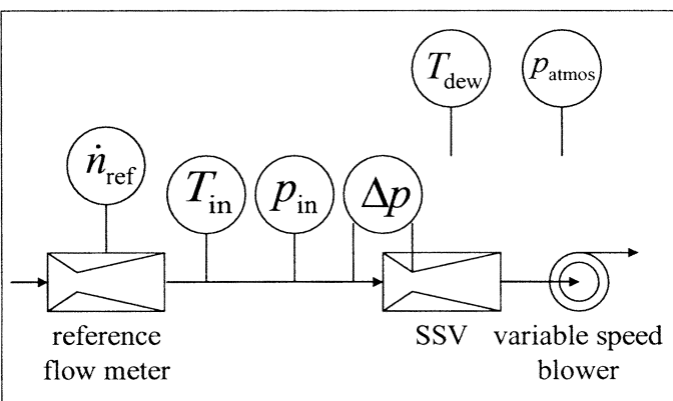 T_dew
p_atmos
ṅ_ref
T_in
p_in
Δp
reference
flow meter
SSV
variable speed
blower